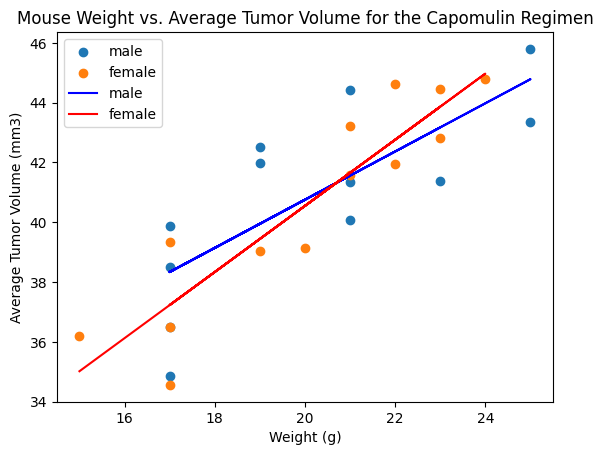 Mouse Weight vs. Average Tumor Volume for the Capomulin Regimen
male
female
male
female
46
44
42
40
38
36
34
Average Tumor Volume (mm3)
16 18 20 22 24
Weight (g)